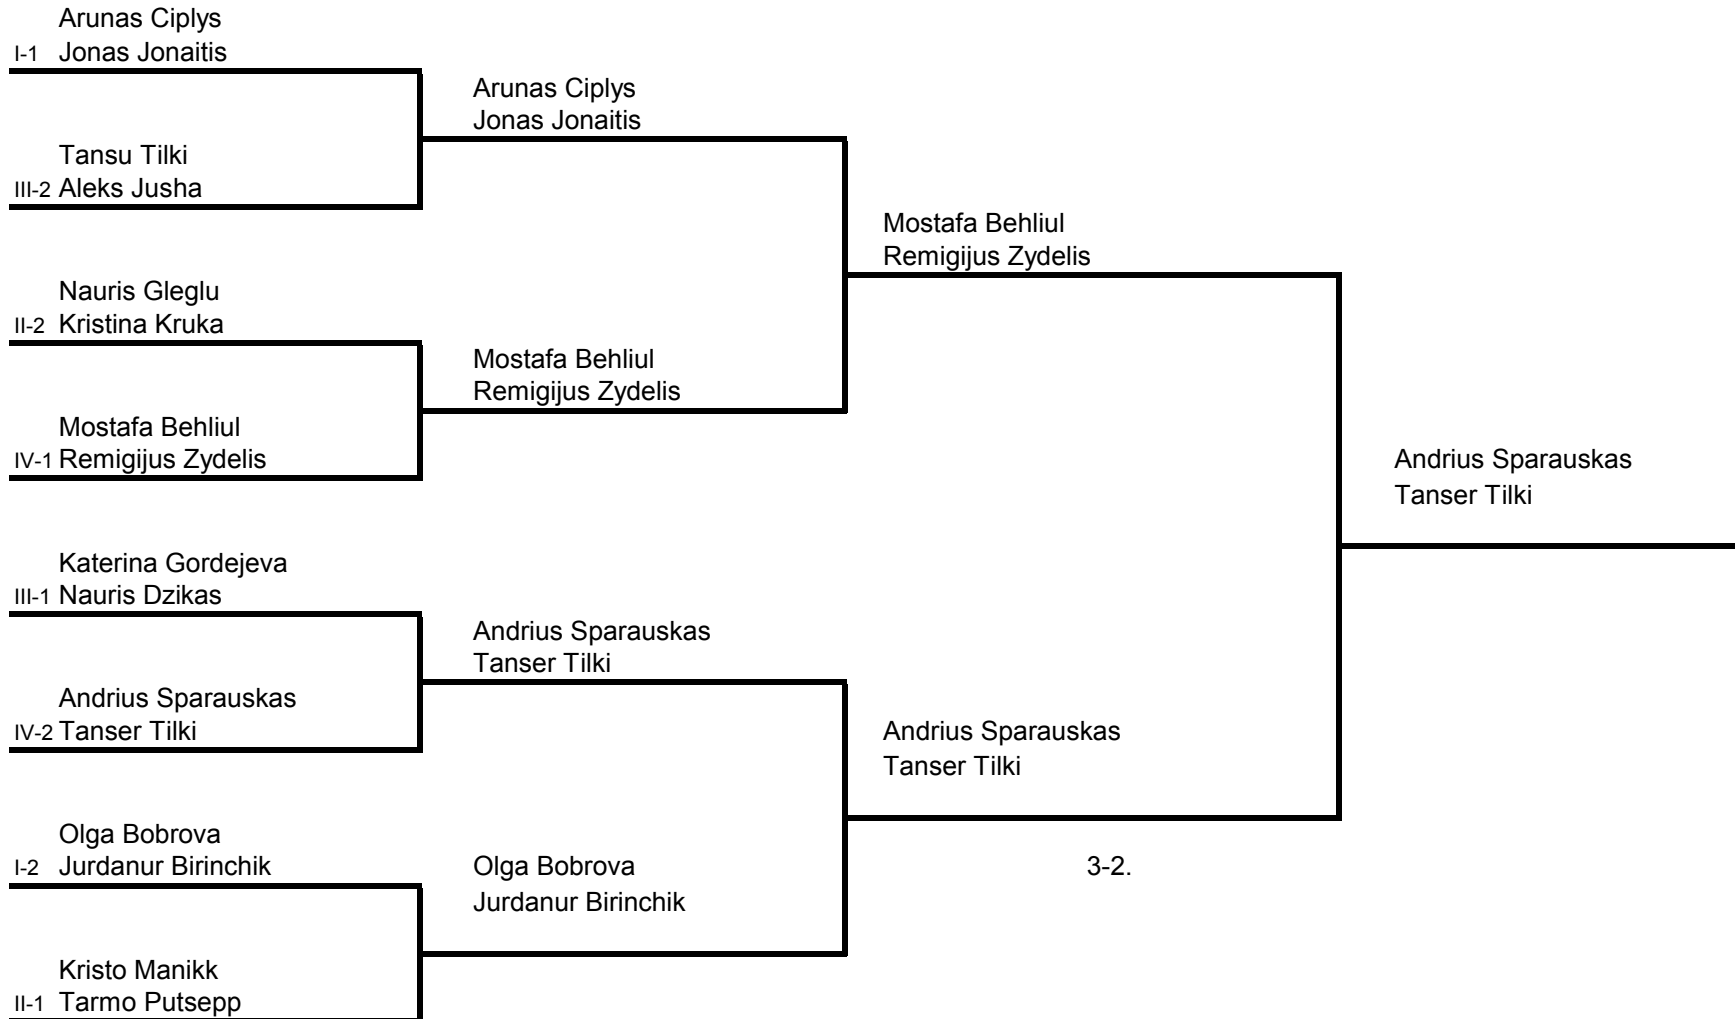 Arunas Ciplys
I-1 Jonas Jonaitis
Arunas Ciplys
Jonas Jonaitis
Tansu Tilki
III-2 Aleks Jusha
Mostafa Behliul
Remigijus Zydelis
Nauris Gleglu
II-2 Kristina Kruka
Mostafa Behliul
Remigijus Zydelis
Mostafa Behliul
IV-1 Remigijus Zydelis
Andrius Sparauskas
Tanser Tilki
Katerina Gordejeva
III-1 Nauris Dzikas
Andrius Sparauskas
Tanser Tilki
Andrius Sparauskas
IV-2 Tanser Tilki
Andrius Sparauskas
Tanser Tilki
Olga Bobrova
I-2 Jurdanur Birinchik
Olga Bobrova
Jurdanur Birinchik
3-2.
Kristo Manikk
II-1 Tarmo Putsepp